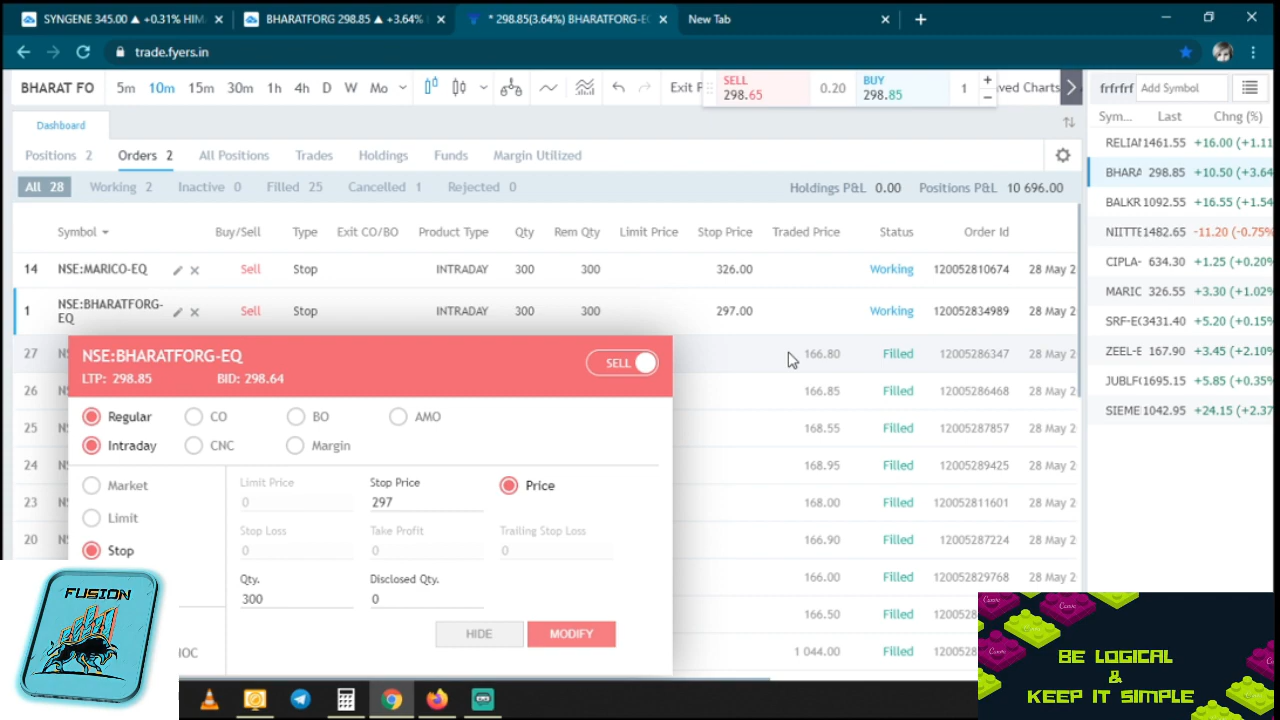 SYNGENE 345.00 ▲ +0.31% HIM
BHARATFORG 298.85 ▲ +3.64%
* 298.85(3.64%) BHARATFORG-E
New Tab
trade.fyers.in
BHARAT FO 5m 10m 15m 30m 1h 4h D W Mo
Exit
SELL
298.65
0.20
BUY
298.85
1
ved Charts
frfrfrf Add Symbol
Dashboard
Sym... Last Chng (%)
Positions 2 Orders 2 All Positions Trades Holdings Funds Margin Utilized
All 28 Working 2 Inactive 0 Filled 25 Cancelled 1 Rejected 0 Holdings P&L 0.00 Positions P&L 10 696.00
Symbol Buy/Sell Type Exit CO/BO Product Type Qty Rem Qty Limit Price Stop Price Traded Price Status Order Id
14 NSE:MARICO-EQ Sell Stop INTRADAY 300 300 326.00 Working 120052810674 28 May 2
1 NSE:BHARATFORG-
EQ Sell Stop INTRADAY 300 300 297.00 Working 120052834989 28 May 2
27 166.80 Filled 12005286347 28 May 2
26 166.85 Filled 12005286468 28 May 2
25 168.55 Filled 12005287857 28 May 2
24 168.95 Filled 12005289425 28 May 2
23 168.00 Filled 120052811601 28 May 2
20 166.90 Filled 12005287224 28 May 2
166.00 Filled 120052829768 28 May 2
166.50 Filled 120052814307 28 May 2
1 044.00 Filled 28 May 2
RELIAN 1461.55 +16.00 (+1.11
BHARA 298.85 +10.50 (+3.64
BALKR 1092.55 +16.55 (+1.54
NIITTE 1482.65 -11.20 (-0.75%
CIPLA- 634.30 +1.25 (+0.20%
MARIC 326.55 +3.30 (+1.02%
SRF-E 3431.40 +5.20 (+0.15%
ZEEL-E 167.90 +3.45 (+2.10%
JUBLF 1695.15 +5.85 (+0.35%
SIEME 1042.95 +24.15 (+2.37
NSE:BHARATFORG-EQ
SELL
LTP: 298.85 BID: 298.64
Regular CO BO AMO
Intraday CNC Margin
Market
Limit
Stop
Limit Price Stop Price Price
0 297
Stop Loss Take Profit Trailing Stop Loss
0 0 0
Qty. Disclosed Qty.
300 0
HIDE MODIFY
IOC
FUSION
BE LOGICAL
&
KEEP IT SIMPLE